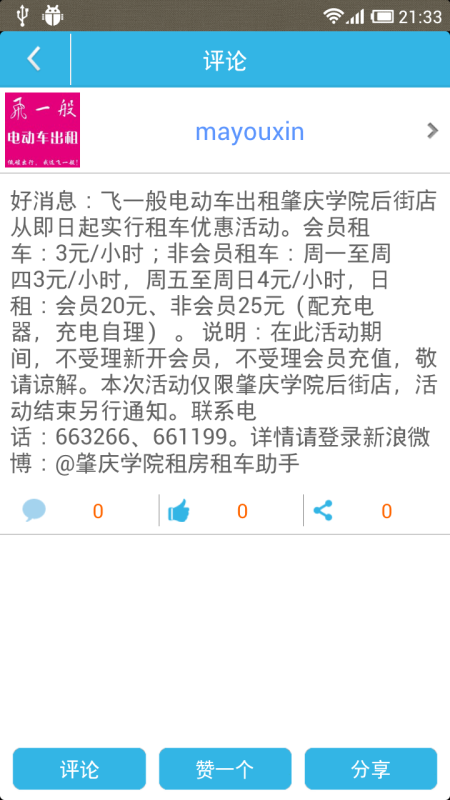 21:33
评论
飞一般
电动车出租
mayouxin
好消息：飞一般电动车出租肇庆学院后街店
从即日起实行租车优惠活动。会员租
车：3元/小时；非会员租车：周一至周
四3元/小时，周五至周日4元/小时，日
租：会员20元、非会员25元（配充电
器，充电自理） 。 说明：在此活动期
间，不受理新开会员，不受理会员充值，敬
请谅解。本次活动仅限肇庆学院后街店，活
动结束另行通知。联系电
话：663266、661199。详情请登录新浪微
博：@肇庆学院租房租车助手
0
0
0
评论
赞一个
分享